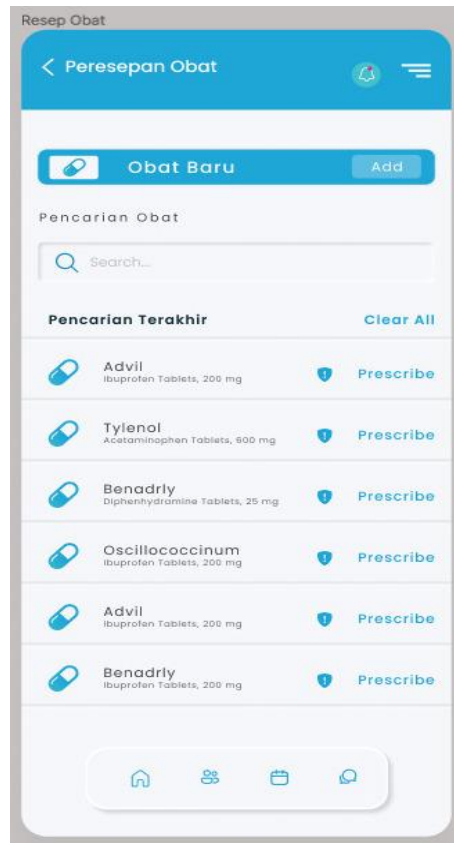 Resep Obat
Peresepan Obat
Obat Baru Add
Pencarian Obat
Search...
Pencarian Terakhir Clear All
Advil
Ibuprofen Tablets, 200 mg
Prescribe
Tylenol
Acetaminophen Tablets, 600 mg
Prescribe
Benadrly
Diphenhydramine Tablets, 25 mg
Prescribe
Oscillococcinum
Ibuprofen Tablets, 200 mg
Prescribe
Advil
Ibuprofen Tablets, 200 mg
Prescribe
Benadrly
Ibuprofen Tablets, 200 mg
Prescribe